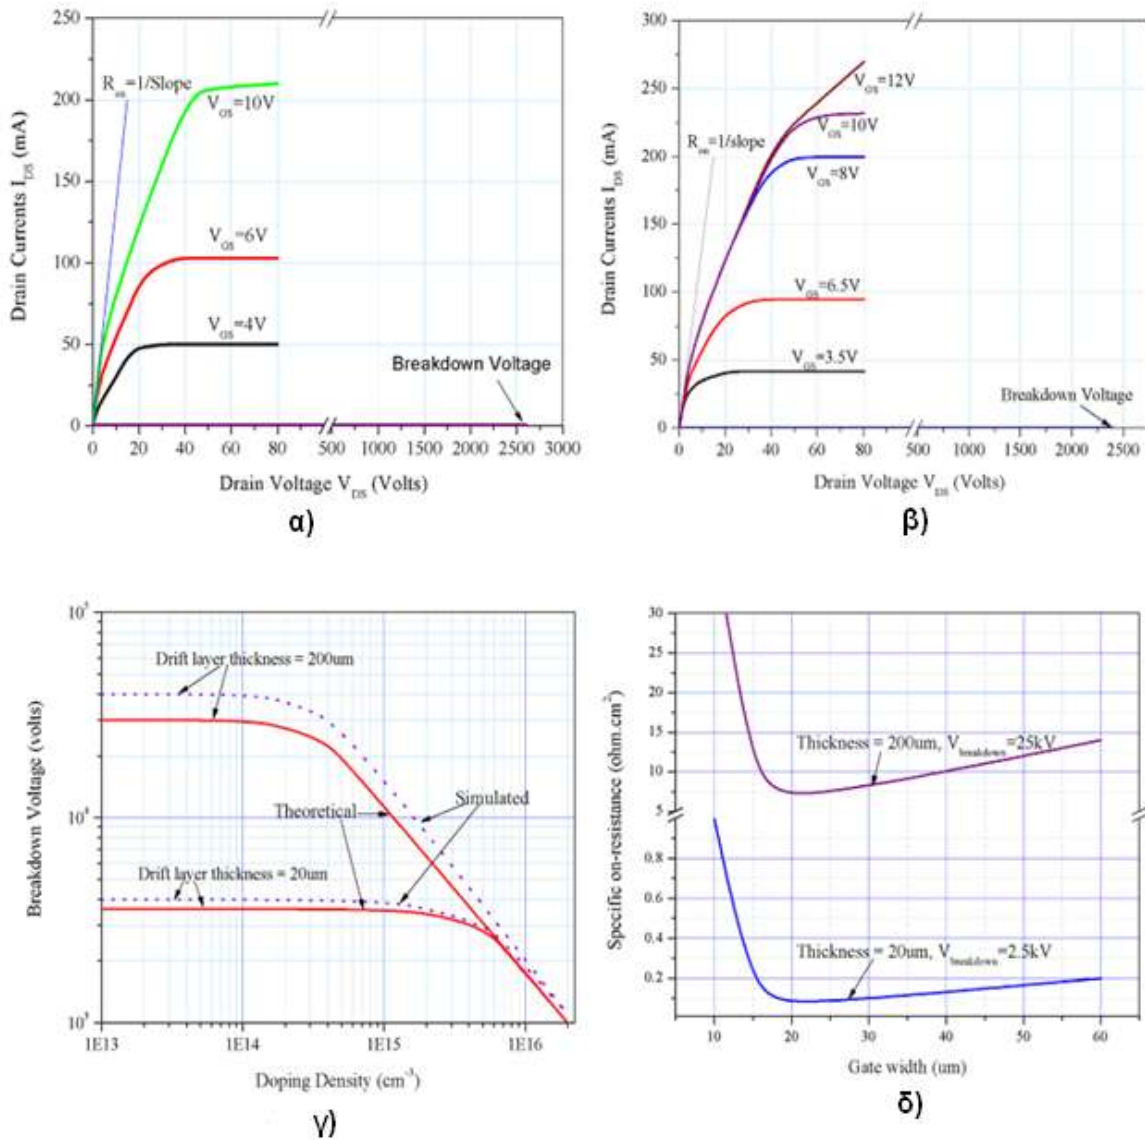 250
200
150
100
50
0
Drain Currents I_DS (mA)
R_on=1/Slope
V_GS=10V
V_GS=6V
V_GS=4V
Breakdown Voltage
0 20 40 60 80 500 1000 1500 2000 2500 3000
Drain Voltage V_DS (Volts)
α)
300
250
200
150
100
50
0
Drain Currents I_DS (mA)
R_on=1/slope
V_GS=12V
V_GS=10V
V_GS=8V
V_GS=6.5V
V_GS=3.5V
Breakdown Voltage
0 20 40 60 80 500 1000 1500 2000 2500
Drain Voltage V_DS (Volts)
β)
Breakdown Voltage (volts)
Drift layer thickness = 200um
Theoretical
Simulated
Drift layer thickness = 20um
1E13 1E14 1E15 1E16
Doping Density (cm⁻³)
γ)
30
25
20
15
10
5
0.8
0.6
0.4
0.2
Specific on-resistance (ohm.cm²)
Thickness = 200um, V_breakdown=25kV
Thickness = 20um, V_breakdown=2.5kV
10 20 30 40 50 60
Gate width (um)
δ)